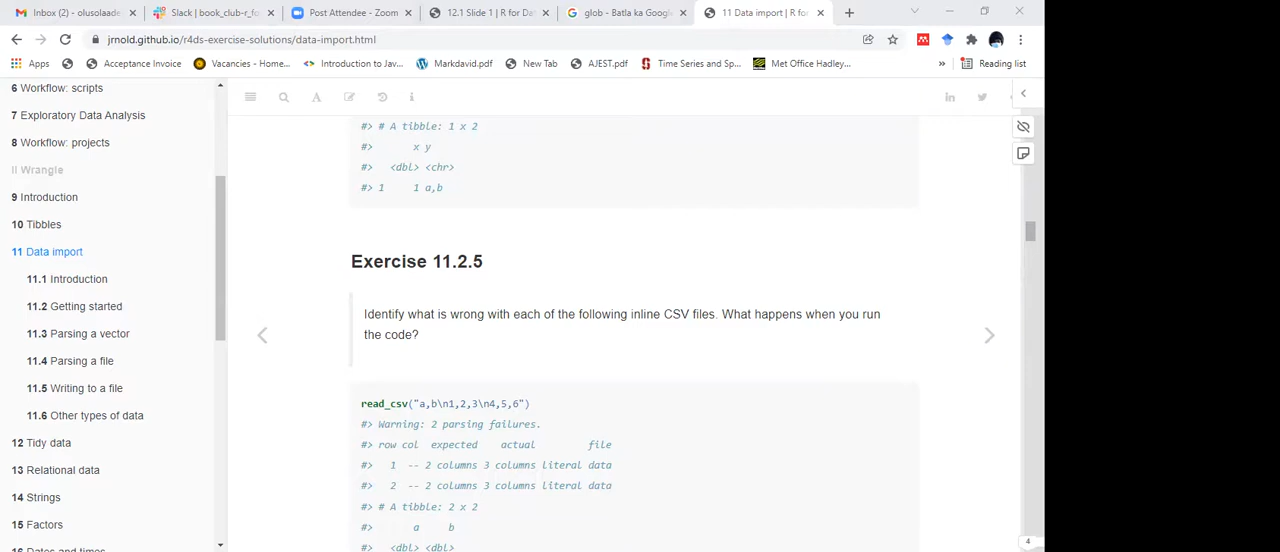 Inbox (2) - olusolaade
Slack | book_club-r_fo
Post Attendee - Zoom
12.1 Slide 1 | R for Dat
glob - Batla ka Google
11 Data import | R for
jrnold.github.io/r4ds-exercise-solutions/data-import.html
Apps
Acceptance Invoice
Vacancies - Home...
Introduction to Jav...
Markdavid.pdf
New Tab
AJEST.pdf
Time Series and Sp...
Met Office Hadley...
»
Reading list
6 Workflow: scripts
7 Exploratory Data Analysis
8 Workflow: projects
II Wrangle
9 Introduction
10 Tibbles
11 Data import
11.1 Introduction
11.2 Getting started
11.3 Parsing a vector
11.4 Parsing a file
11.5 Writing to a file
11.6 Other types of data
12 Tidy data
13 Relational data
14 Strings
15 Factors
16 Dates and times
#> # A tibble: 1 x 2
#> x y
#> <dbl> <chr>
#> 1 1 a,b
Exercise 11.2.5
Identify what is wrong with each of the following inline CSV files. What happens when you run
the code?
read_csv("a,b\n1,2,3\n4,5,6")
#> Warning: 2 parsing failures.
#> row col expected actual file
#> 1 -- 2 columns 3 columns literal data
#> 2 -- 2 columns 3 columns literal data
#> # A tibble: 2 x 2
#> a b
#> <dbl> <dbl>
4